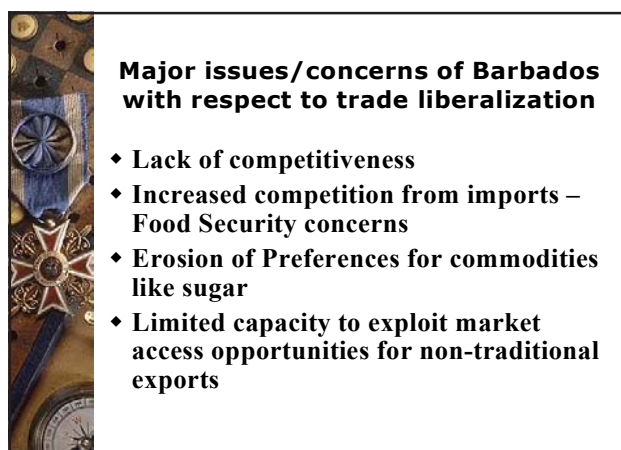 Major issues/concerns of Barbados
with respect to trade liberalization
◆ Lack of competitiveness
◆ Increased competition from imports –
Food Security concerns
◆ Erosion of Preferences for commodities
like sugar
◆ Limited capacity to exploit market
access opportunities for non-traditional
exports